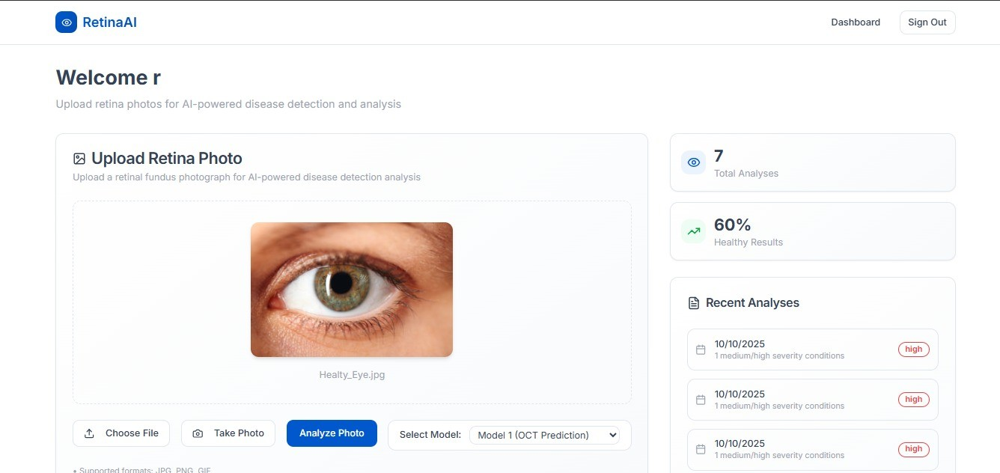 RetinaAI
Dashboard
Sign Out
Welcome r
Upload retina photos for AI-powered disease detection and analysis
Upload Retina Photo
Upload a retinal fundus photograph for AI-powered disease detection analysis
Healty_Eye.jpg
Choose File
Take Photo
Analyze Photo
Select Model:
Model 1 (OCT Prediction)
• Supported formats: JPG, PNG, GIF
7
Total Analyses
60%
Healthy Results
Recent Analyses
10/10/2025
1 medium/high severity conditions
high
10/10/2025
1 medium/high severity conditions
high
10/10/2025
1 medium/high severity conditions
high